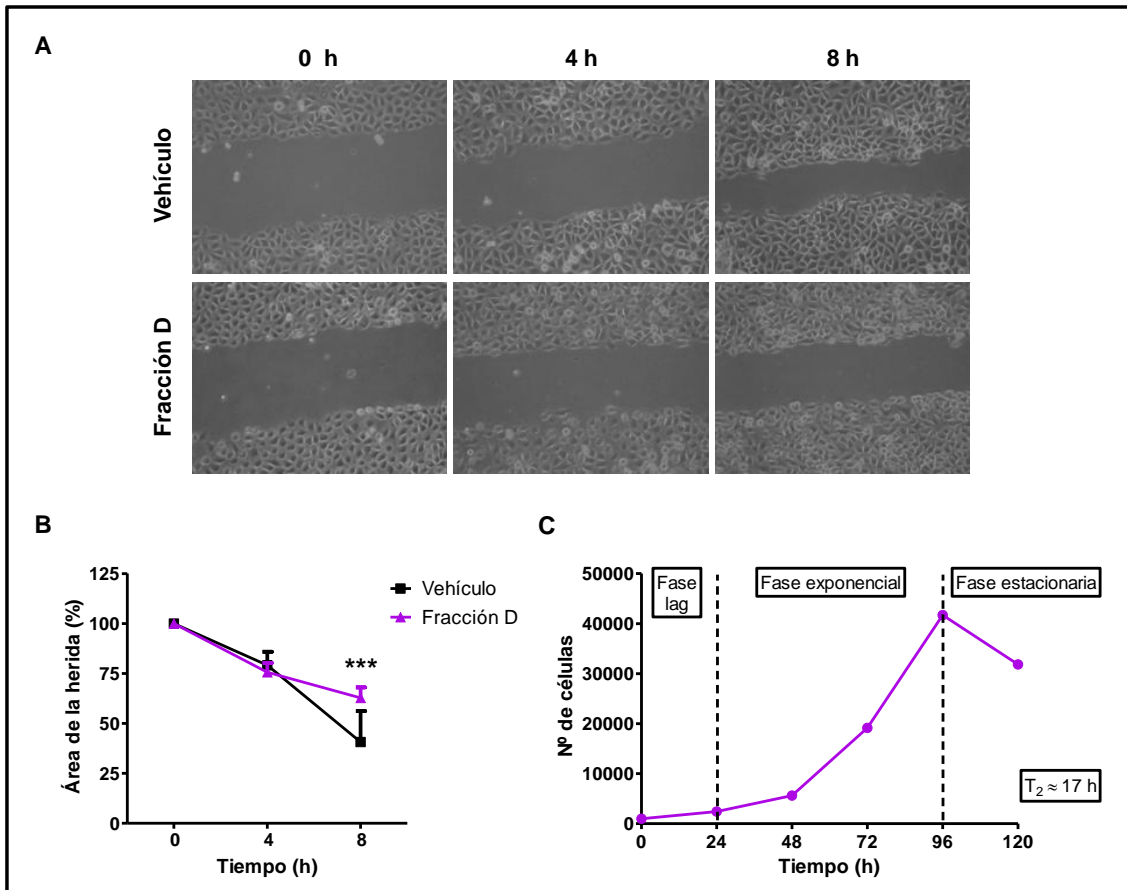 A
0 h
4 h
8 h
Vehículo
Fracción D
B
125
100
75
50
25
0
***
Vehículo
Fracción D
Área de la herida (%)
0
4
8
Tiempo (h)
C
50000
40000
30000
20000
10000
0
Fase
lag
Fase exponencial
Fase estacionaria
T2 ≈ 17 h
Nº de células
0
24
48
72
96
120
Tiempo (h)